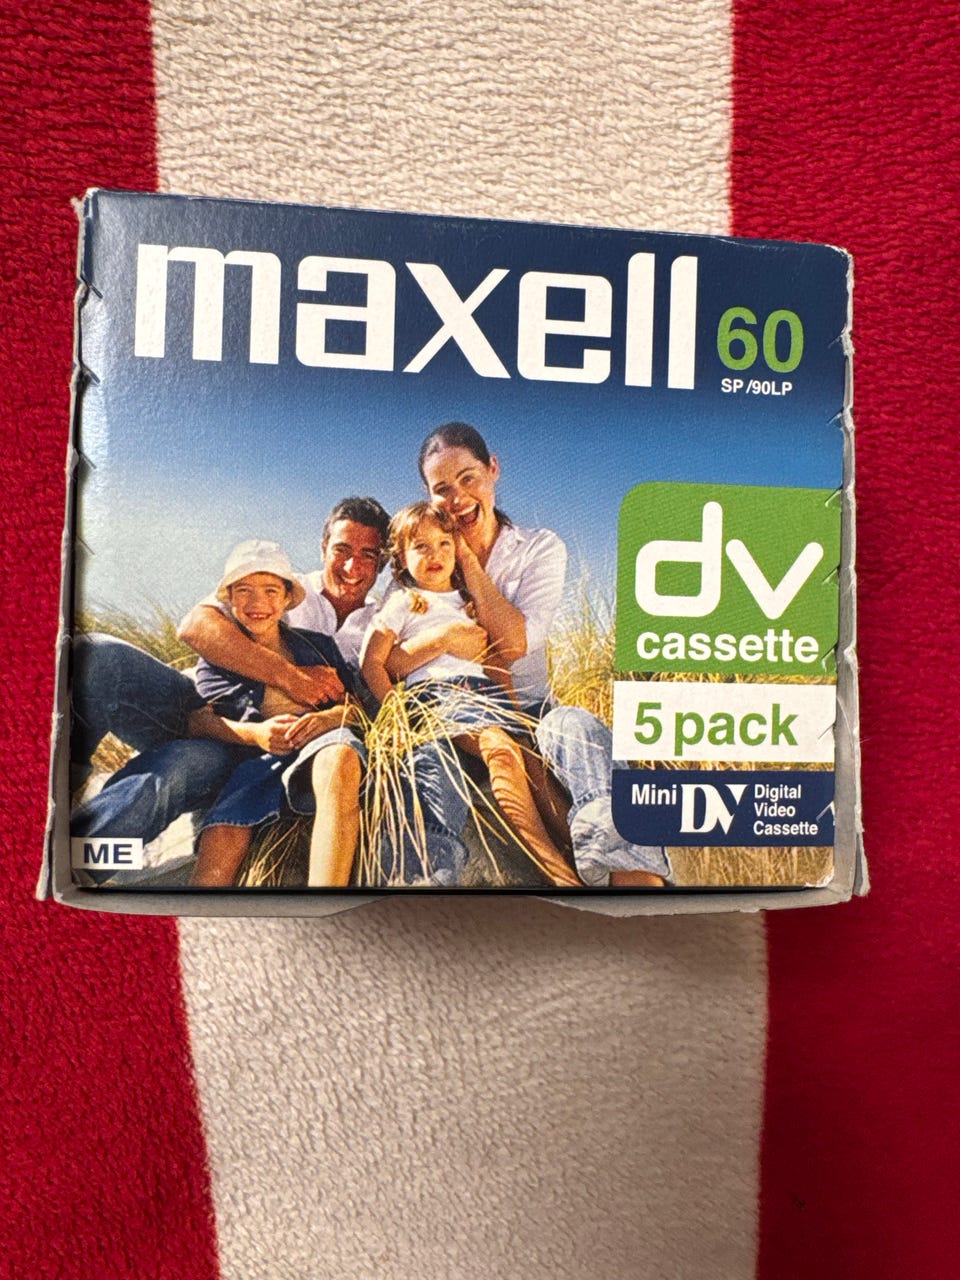 maxell
60
SP/90LP
dv
cassette
5 pack
Mini DV Digital
Video
Cassette
ME